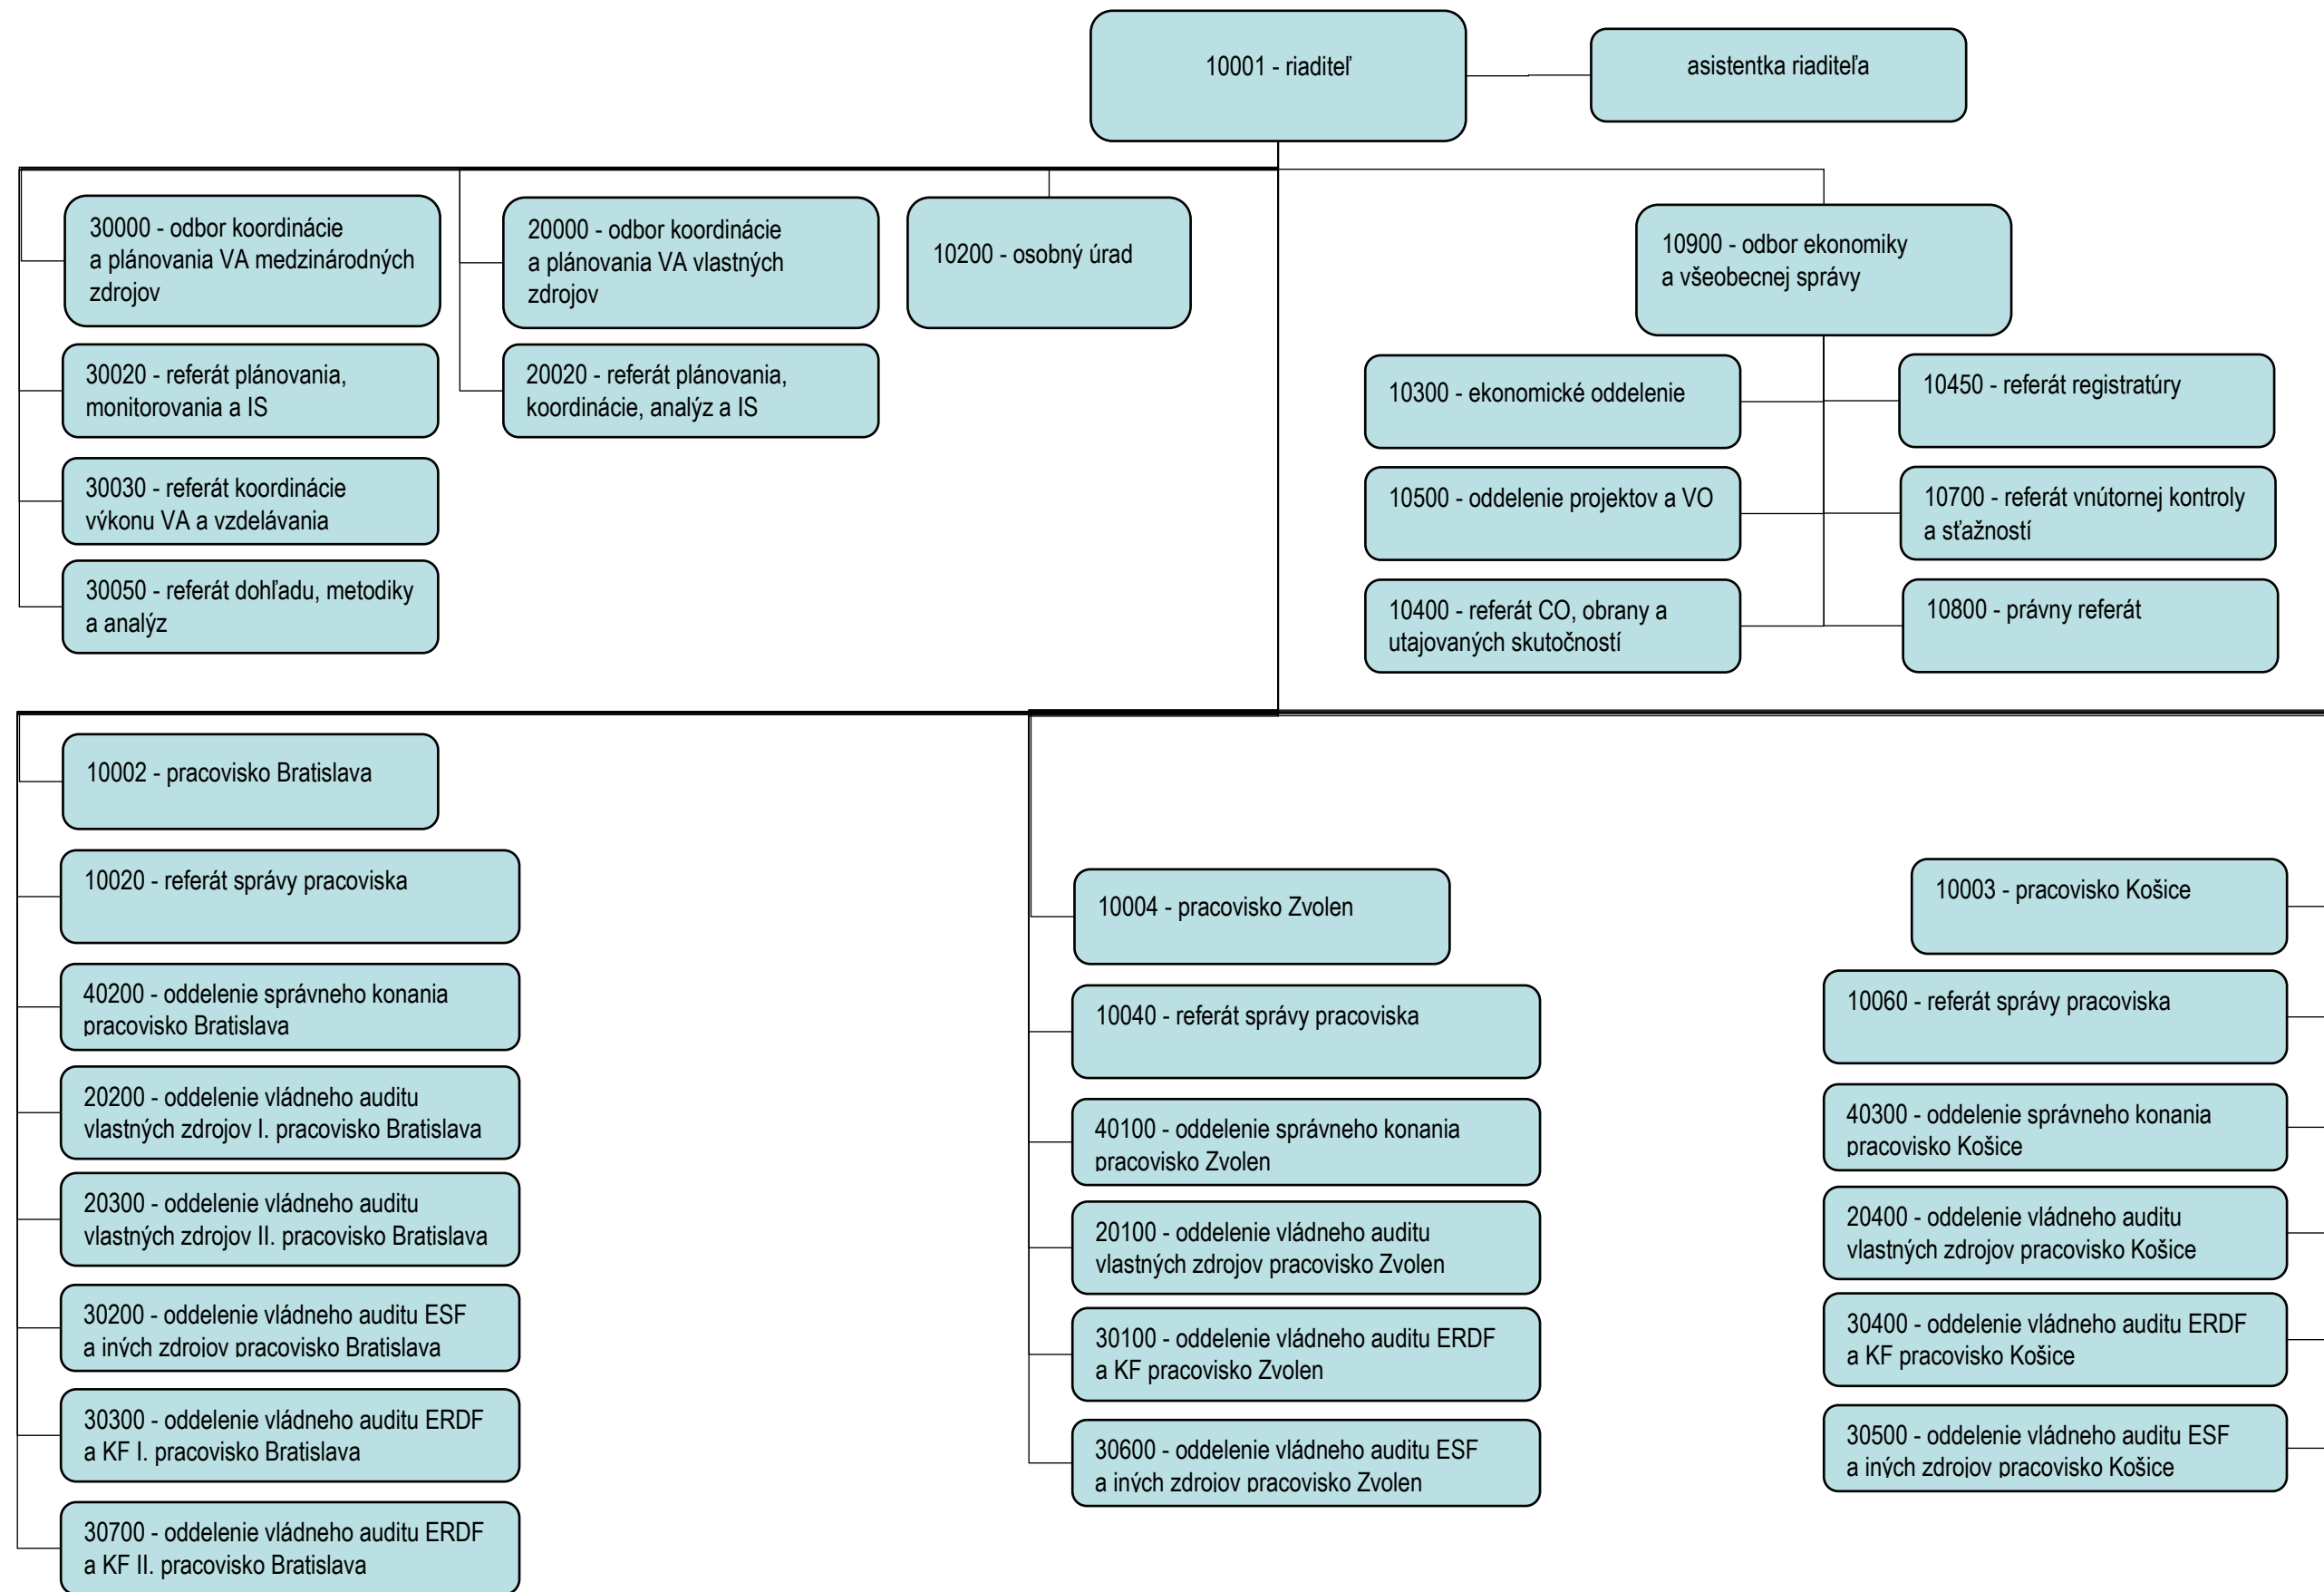 10001 - riaditeľ
asistentka riaditeľa
30000 - odbor koordinácie
a plánovania VA medzinárodných
zdrojov
20000 - odbor koordinácie
a plánovania VA vlastných
zdrojov
10200 - osobný úrad
10900 - odbor ekonomiky
a všeobecnej správy
30020 - referát plánovania,
monitorovania a IS
20020 - referát plánovania,
koordinácie, analýz a IS
30030 - referát koordinácie
výkonu VA a vzdelávania
30050 - referát dohľadu, metodiky
a analýz
10300 - ekonomické oddelenie
10450 - referát registratúry
10500 - oddelenie projektov a VO
10700 - referát vnútornej kontroly
a sťažností
10400 - referát CO, obrany a
utajovaných skutočností
10800 - právny referát
10002 - pracovisko Bratislava
10020 - referát správy pracoviska
40200 - oddelenie správneho konania
pracovisko Bratislava
20200 - oddelenie vládneho auditu
vlastných zdrojov I. pracovisko Bratislava
20300 - oddelenie vládneho auditu
vlastných zdrojov II. pracovisko Bratislava
30200 - oddelenie vládneho auditu ESF
a iných zdrojov pracovisko Bratislava
30300 - oddelenie vládneho auditu ERDF
a KF I. pracovisko Bratislava
30700 - oddelenie vládneho auditu ERDF
a KF II. pracovisko Bratislava
10004 - pracovisko Zvolen
10040 - referát správy pracoviska
40100 - oddelenie správneho konania
pracovisko Zvolen
20100 - oddelenie vládneho auditu
vlastných zdrojov pracovisko Zvolen
30100 - oddelenie vládneho auditu ERDF
a KF pracovisko Zvolen
30600 - oddelenie vládneho auditu ESF
a iných zdrojov pracovisko Zvolen
10003 - pracovisko Košice
10060 - referát správy pracoviska
40300 - oddelenie správneho konania
pracovisko Košice
20400 - oddelenie vládneho auditu
vlastných zdrojov pracovisko Košice
30400 - oddelenie vládneho auditu ERDF
a KF pracovisko Košice
30500 - oddelenie vládneho auditu ESF
a iných zdrojov pracovisko Košice